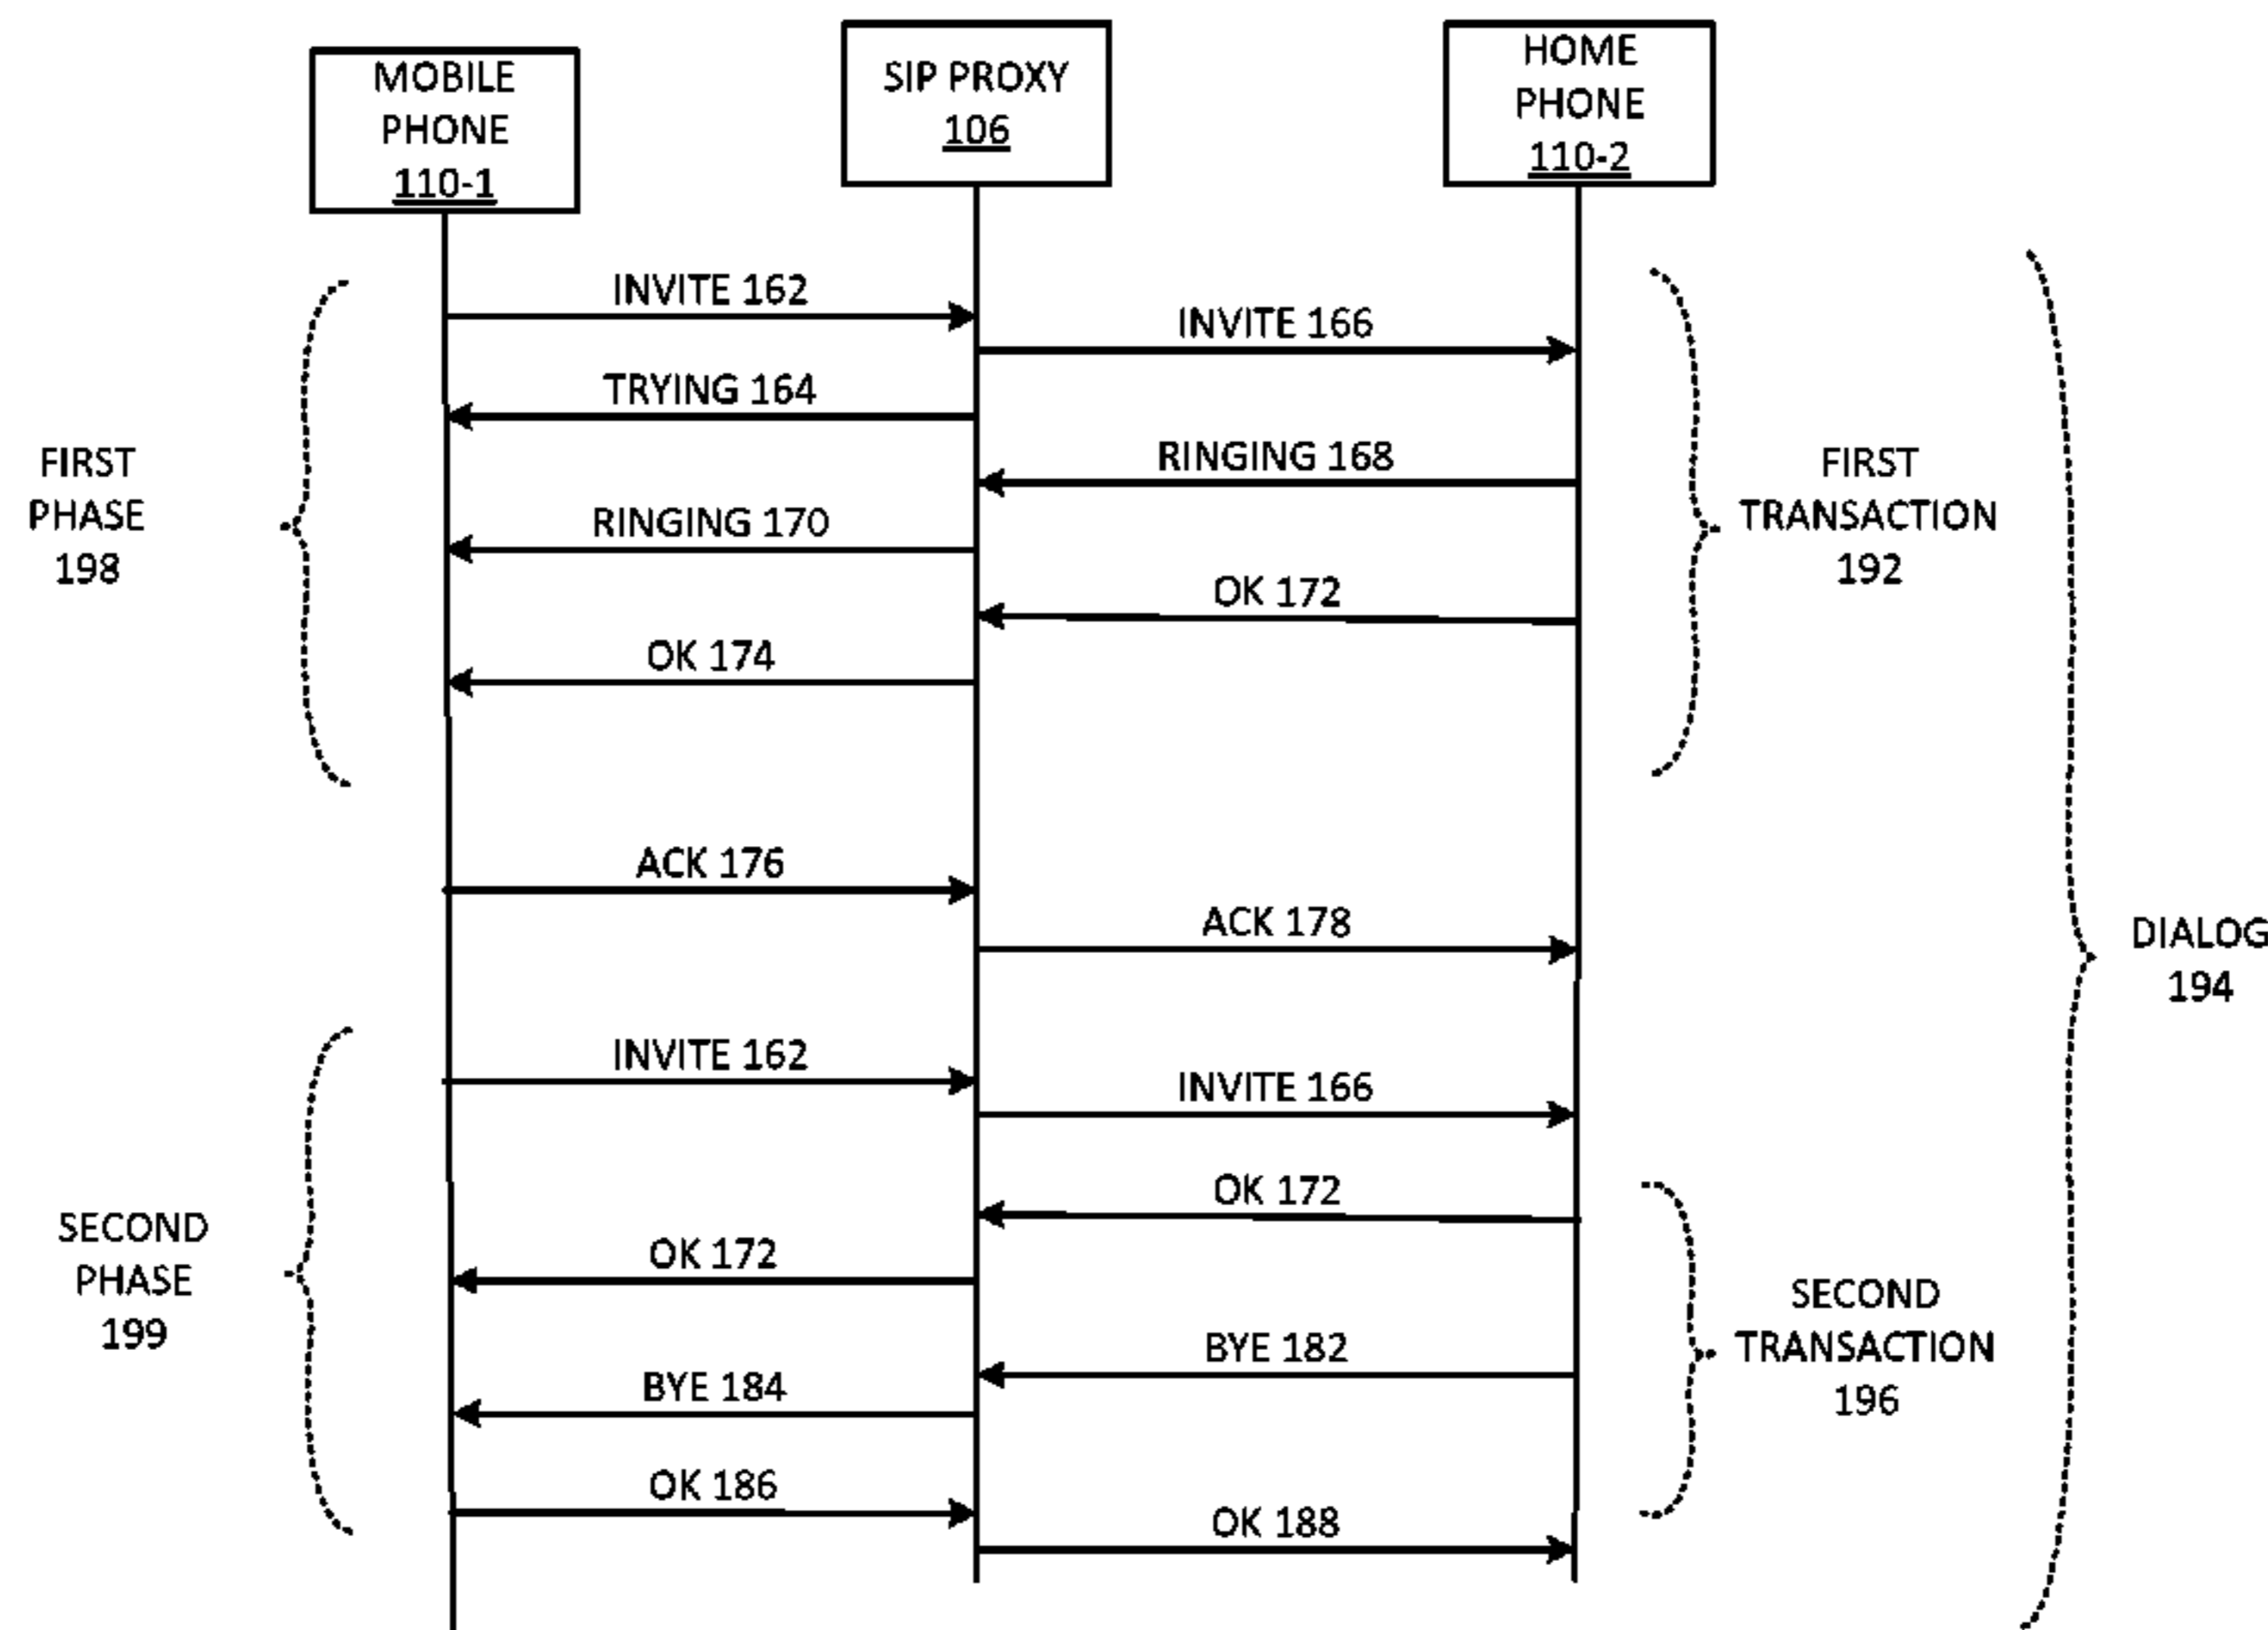 MOBILE
PHONE
110-1
SIP PROXY
106
HOME
PHONE
110-2
INVITE 162
INVITE 166
TRYING 164
RINGING 168
RINGING 170
OK 172
OK 174
FIRST
PHASE
198
FIRST
TRANSACTION
192
ACK 176
ACK 178
DIALOG
194
INVITE 162
INVITE 166
OK 172
OK 172
BYE 182
BYE 184
OK 186
OK 188
SECOND
PHASE
199
SECOND
TRANSACTION
196